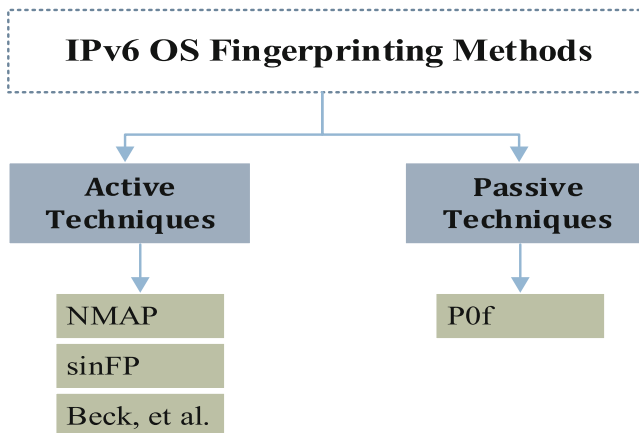 IPv6 OS Fingerprinting Methods
Active
Techniques
Passive
Techniques
NMAP
sinFP
Beck, et al.
P0f